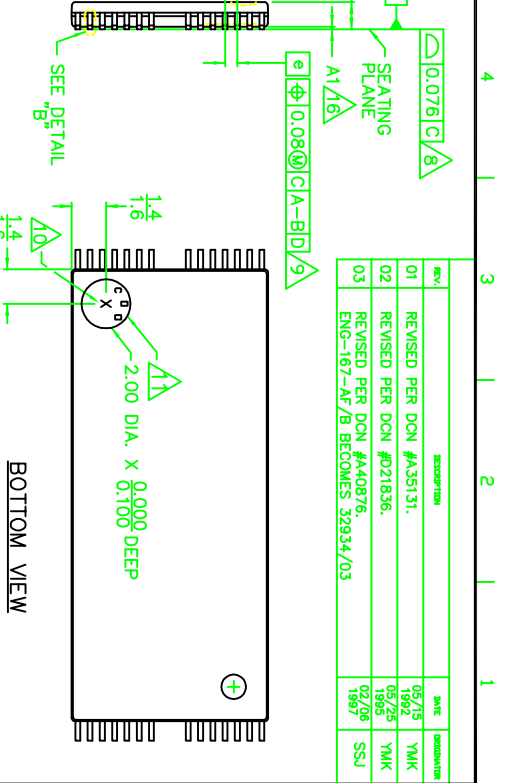 4
3
2
1
REV.
DESCRIPTION
DATE
ORIGINATOR
01
REVISED PER DCN #A35131.
05/15
1992
YMK
02
REVISED PER DCN #D21836.
05/25
1995
YMK
03
REVISED PER DCN #A40876.
ENG-167-AF/B BECOMES 32934/03
02/06
1997
SSJ
0.076 C
8
SEATING
PLANE
A1
16
e
0.08 M C A-B D
9
SEE DETAIL
"B"
1.4
1.6
10
1.4
11
2.00 DIA. X 0.000
0.100 DEEP
C
X
BOTTOM VIEW